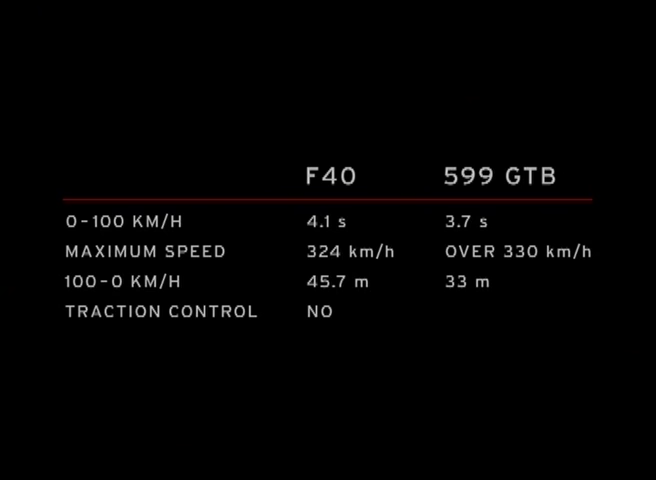 F40 599 GTB
0-100 KM/H 4.1 s 3.7 s
MAXIMUM SPEED 324 km/h OVER 330 km/h
100-0 KM/H 45.7 m 33 m
TRACTION CONTROL NO